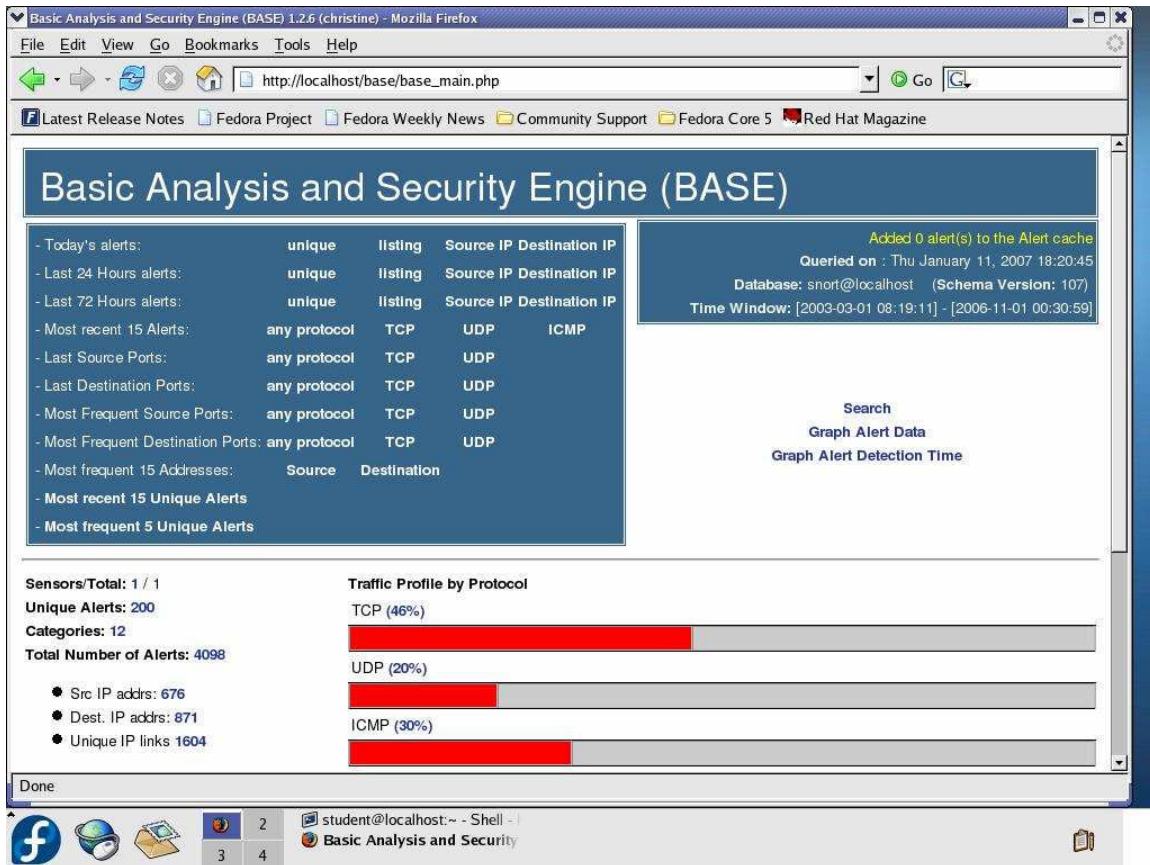 Basic Analysis and Security Engine (BASE) 1.2.6 (christine) - Mozilla Firefox
File Edit View Go Bookmarks Tools Help
http://localhost/base/base_main.php
Go
G
Latest Release Notes Fedora Project Fedora Weekly News Community Support Fedora Core 5 Red Hat Magazine
Basic Analysis and Security Engine (BASE)
- Today's alerts: unique listing Source IP Destination IP
- Last 24 Hours alerts: unique listing Source IP Destination IP
- Last 72 Hours alerts: unique listing Source IP Destination IP
- Most recent 15 Alerts: any protocol TCP UDP ICMP
- Last Source Ports: any protocol TCP UDP
- Last Destination Ports: any protocol TCP UDP
- Most Frequent Source Ports: any protocol TCP UDP
- Most Frequent Destination Ports: any protocol TCP UDP
- Most frequent 15 Addresses: Source Destination
- Most recent 15 Unique Alerts
- Most frequent 5 Unique Alerts
Added 0 alert(s) to the Alert cache
Queried on : Thu January 11, 2007 18:20:45
Database: snort@localhost (Schema Version: 107)
Time Window: [2003-03-01 08:19:11] - [2006-11-01 00:30:59]
Search
Graph Alert Data
Graph Alert Detection Time
Sensors/Total: 1 / 1
Unique Alerts: 200
Categories: 12
Total Number of Alerts: 4098
Src IP addrs: 676
Dest. IP addrs: 871
Unique IP links 1604
Traffic Profile by Protocol
TCP (46%)
UDP (20%)
ICMP (30%)
Done
2
3 4
student@localhost:~ - Shell -
Basic Analysis and Security